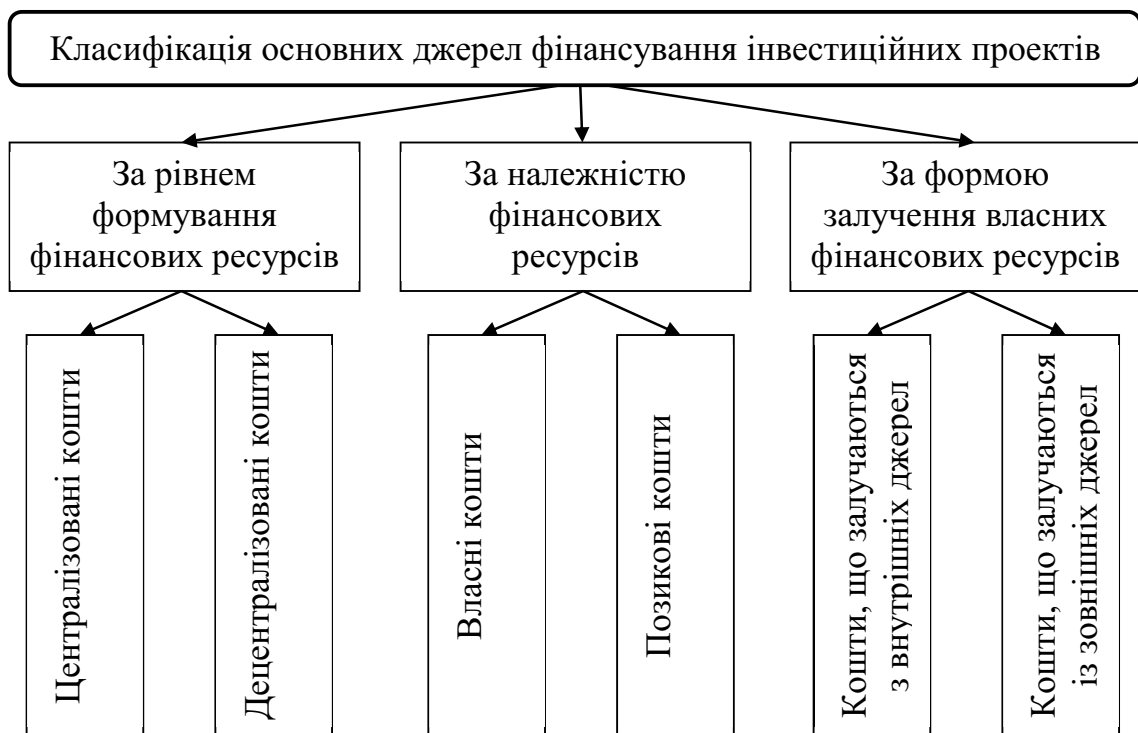 Класифікація основних джерел фінансування інвестиційних проектів
За рівнем
формування
фінансових ресурсів
За належністю
фінансових
ресурсів
За формою
залучення власних
фінансових ресурсів
Централізовані кошти
Децентралізовані кошти
Власні кошти
Позикові кошти
Кошти, що залучаються
з внутрішніх джерел
Кошти, що залучаються
із зовнішніх джерел